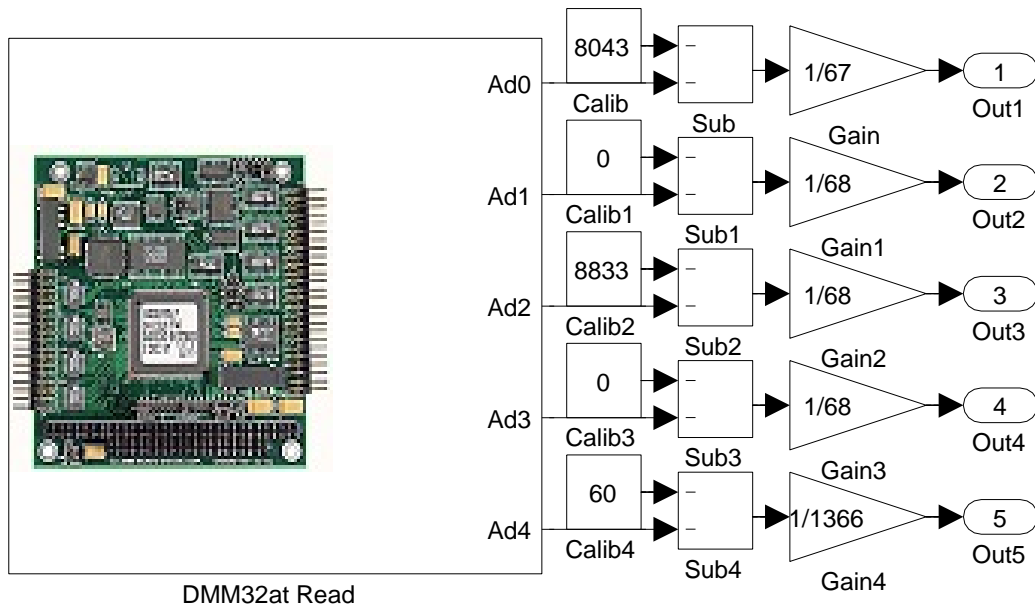 8043
1/67
1
Ad0
Calib
Out1
Sub
Gain
0
1/68
2
Ad1
Calib1
Out2
Sub1
Gain1
8833
1/68
3
Ad2
Calib2
Out3
Sub2
Gain2
0
1/68
4
Ad3
Calib3
Out4
Sub3
Gain3
60
1/1366
5
Ad4
Calib4
Out5
Sub4
Gain4
DMM32at Read